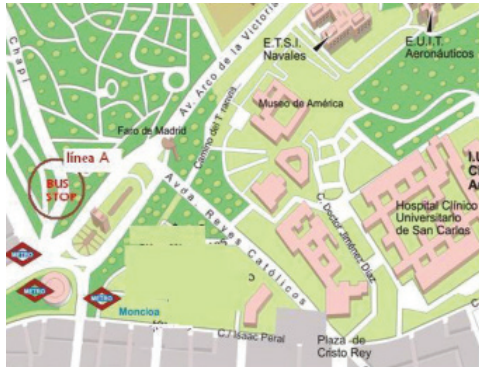 Chapí
Av. Arco de la Victoria
E.T.S.I.
Navales
E.U.I.T.
Aeronáuticos
Museo de América
Faro de Madrid
Camino del Tranvía
línea A
BUS
STOP
Avda. Reyes Católicos
C/ Doctor Jiménez Díaz
Hospital Clínico
Universitario
de San Carlos
METRO
METRO
METRO
Moncloa
C/ Isaac Peral
Plaza de
Cristo Rey